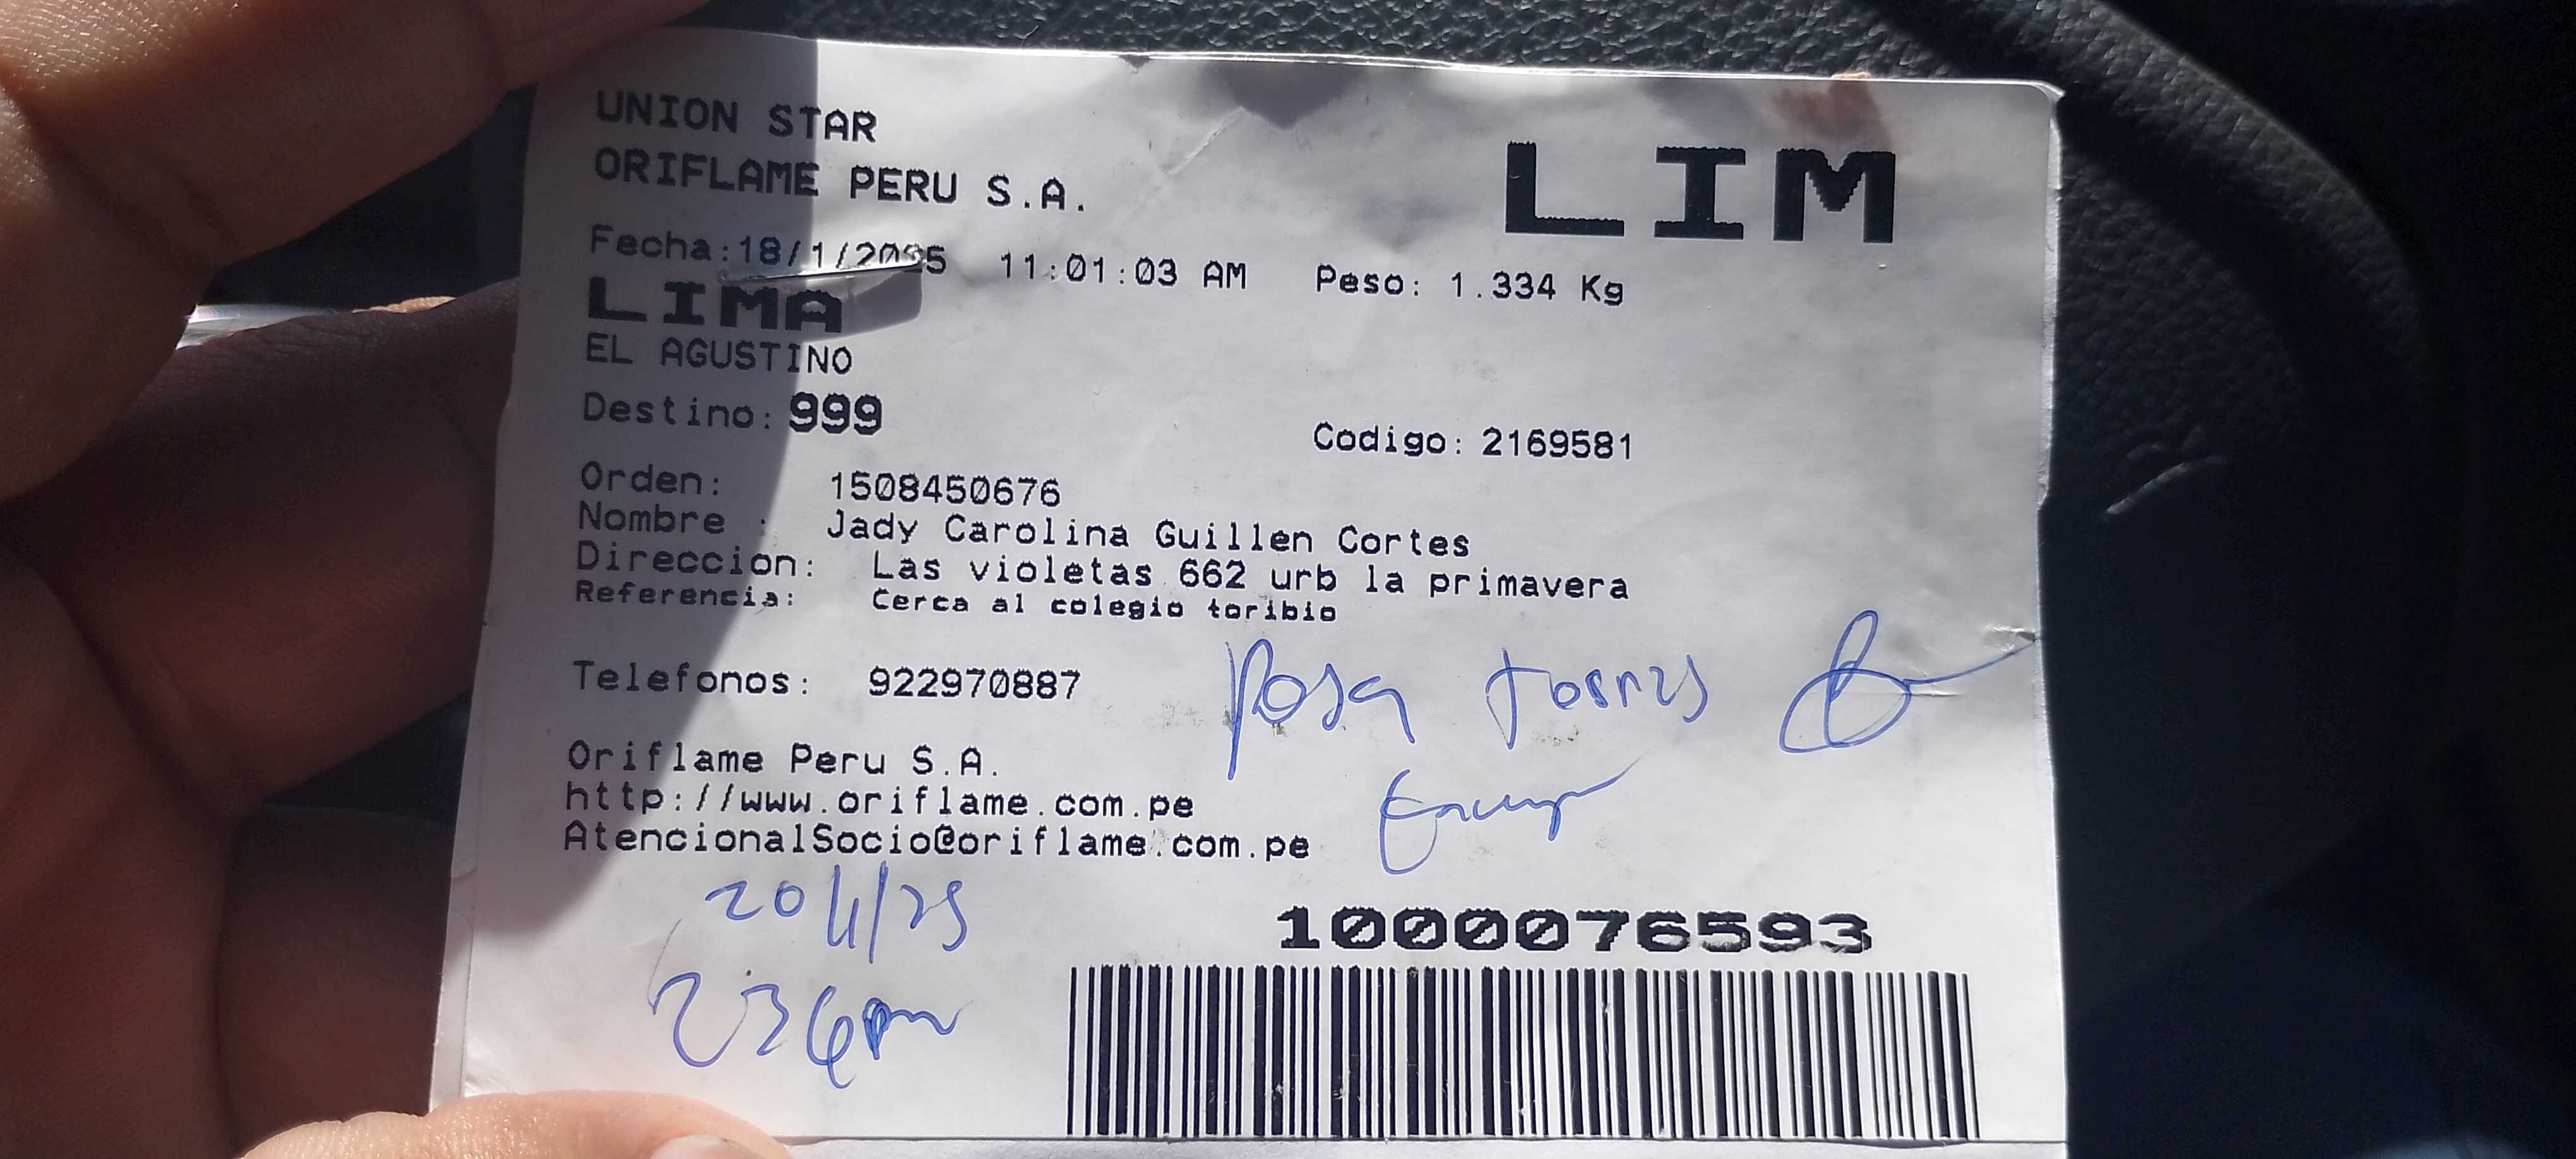 UNION STAR
LIM
ORIFLAME PERU S.A.
Fecha:18/1/2025 11:01:03 AM Peso: 1.334 Kg
LIMA
EL AGUSTINO
Destino: 999
Codigo: 2169581
Orden: 1508450676
Nombre : Jady Carolina Guillen Cortes
Direccion: Las violetas 662 urb la primavera
Referencia: Cerca al colegio toribio
Telefonos: 922970887
Rosa torres
Oriflame Peru S.A.
http://www.oriflame.com.pe
AtencionalSocio@oriflame.com.pe
20/1/25
2:36pm
1000076593